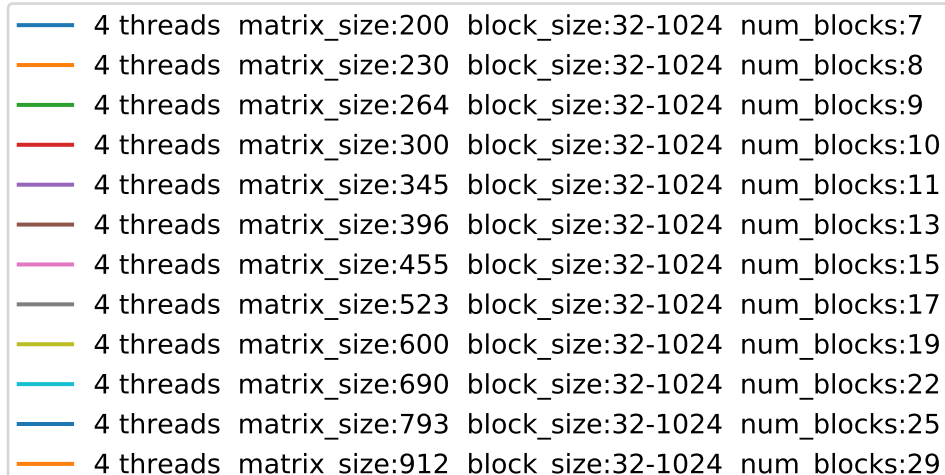 4 threads  matrix_size:200  block_size:32-1024  num_blocks:7
4 threads  matrix_size:230  block_size:32-1024  num_blocks:8
4 threads  matrix_size:264  block_size:32-1024  num_blocks:9
4 threads  matrix_size:300  block_size:32-1024  num_blocks:10
4 threads  matrix_size:345  block_size:32-1024  num_blocks:11
4 threads  matrix_size:396  block_size:32-1024  num_blocks:13
4 threads  matrix_size:455  block_size:32-1024  num_blocks:15
4 threads  matrix_size:523  block_size:32-1024  num_blocks:17
4 threads  matrix_size:600  block_size:32-1024  num_blocks:19
4 threads  matrix_size:690  block_size:32-1024  num_blocks:22
4 threads  matrix_size:793  block_size:32-1024  num_blocks:25
4 threads  matrix_size:912  block_size:32-1024  num_blocks:29